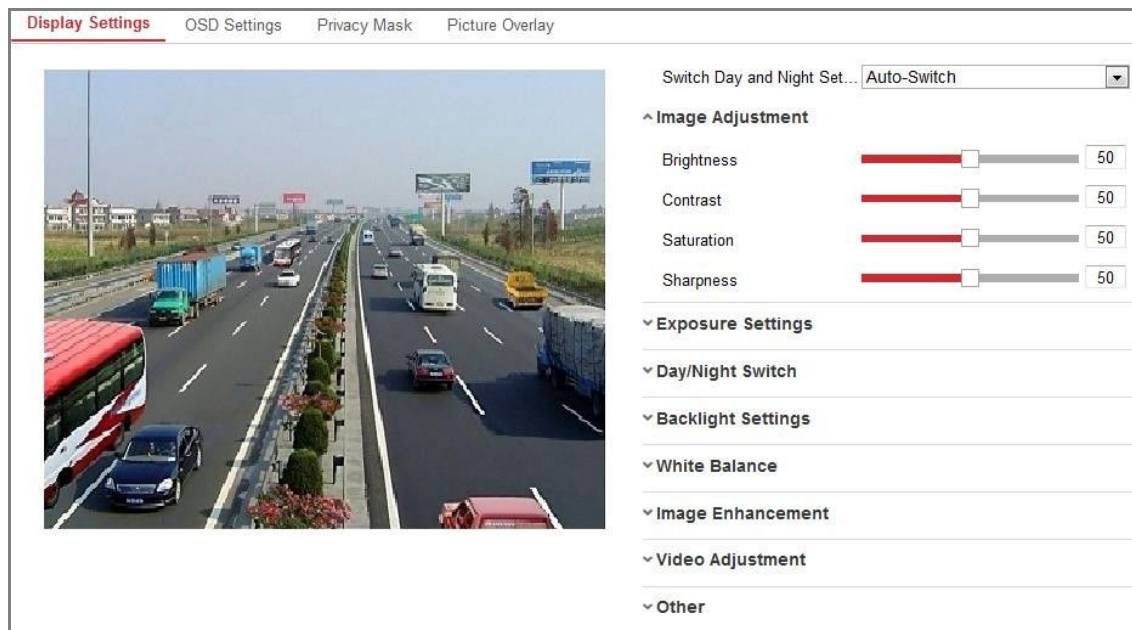 Display Settings OSD Settings Privacy Mask Picture Overlay
Switch Day and Night Set... Auto-Switch
Image Adjustment
Brightness 50
Contrast 50
Saturation 50
Sharpness 50
Exposure Settings
Day/Night Switch
Backlight Settings
White Balance
Image Enhancement
Video Adjustment
Other